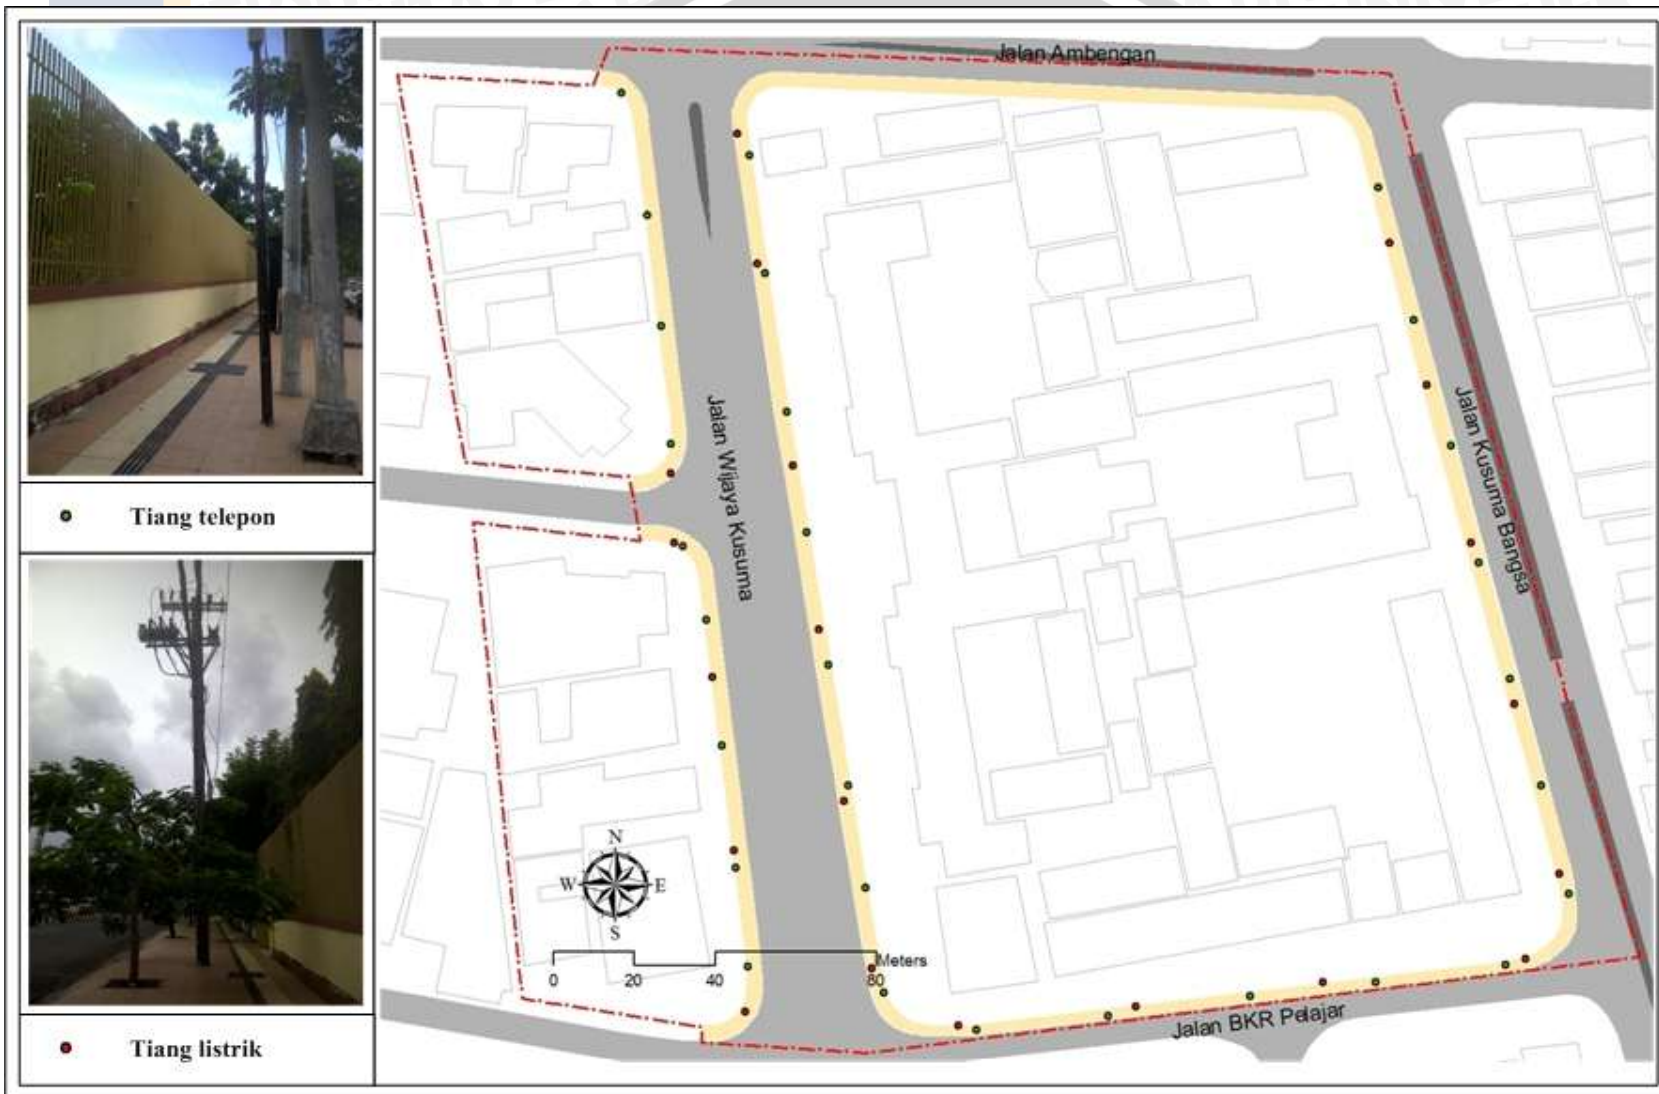 Tiang telepon
Tiang listrik
Jalan Ambengan
Jalan Wijaya Kusuma
Jalan Kusuma Bangsa
N
W E
S
Meters
0 20 40 80
Jalan BKR Pelajar